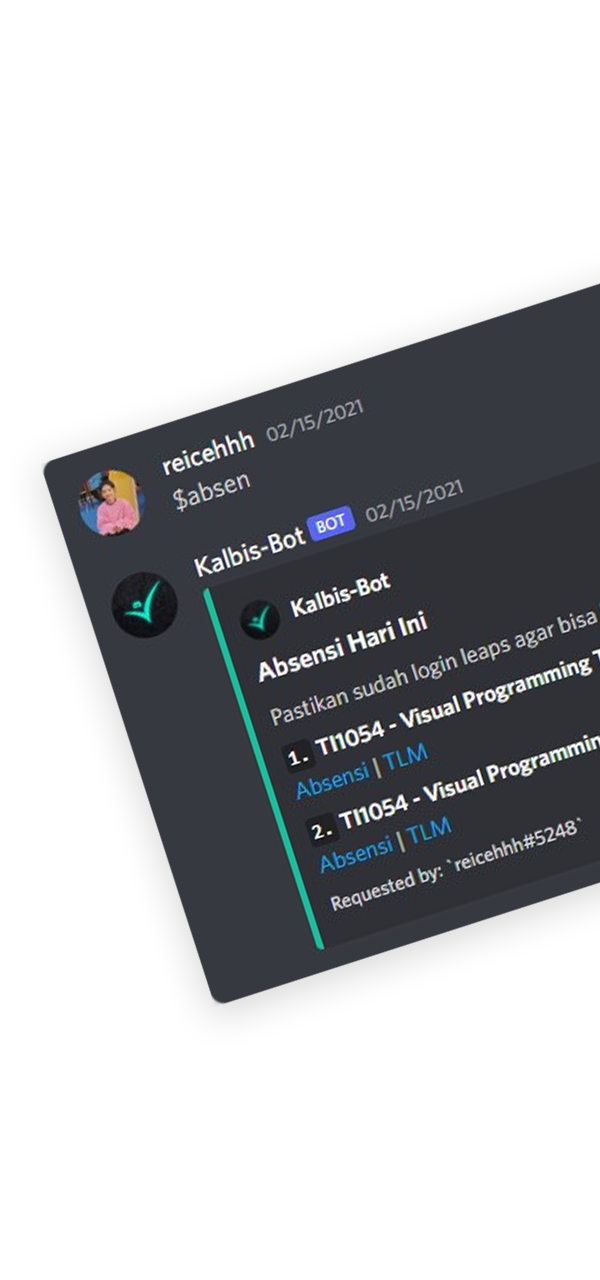 reicehhh 02/15/2021
$absen
Kalbis-Bot BOT 02/15/2021
Kalbis-Bot
Absensi Hari Ini
Pastikan sudah login leaps agar bisa
1. TI1054 - Visual Programming T
Absensi | TLM
2. TI1054 - Visual Programmin
Absensi | TLM
Requested by: `reicehhh#5248`